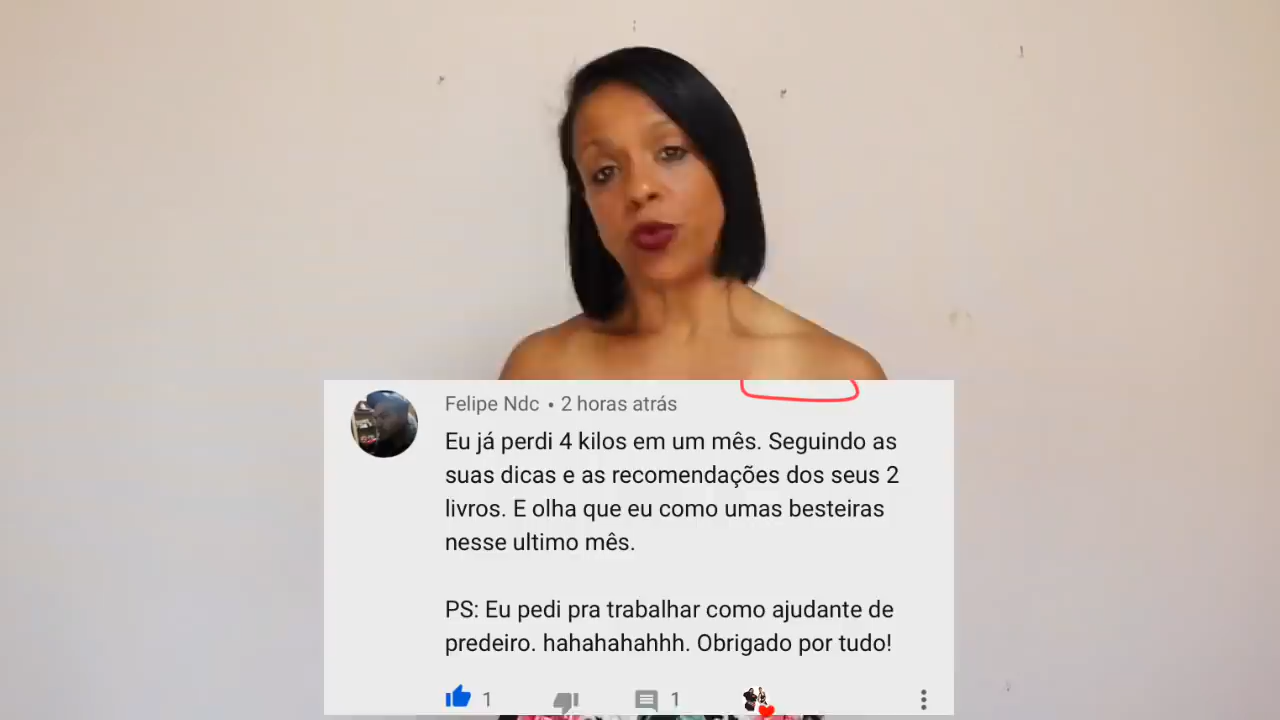 Felipe Ndc • 2 horas atrás
Eu já perdi 4 kilos em um mês. Seguindo as
suas dicas e as recomendações dos seus 2
livros. E olha que eu como umas besteiras
nesse ultimo mês.
PS: Eu pedi pra trabalhar como ajudante de
predeiro. hahahahahhh. Obrigado por tudo!
1
1